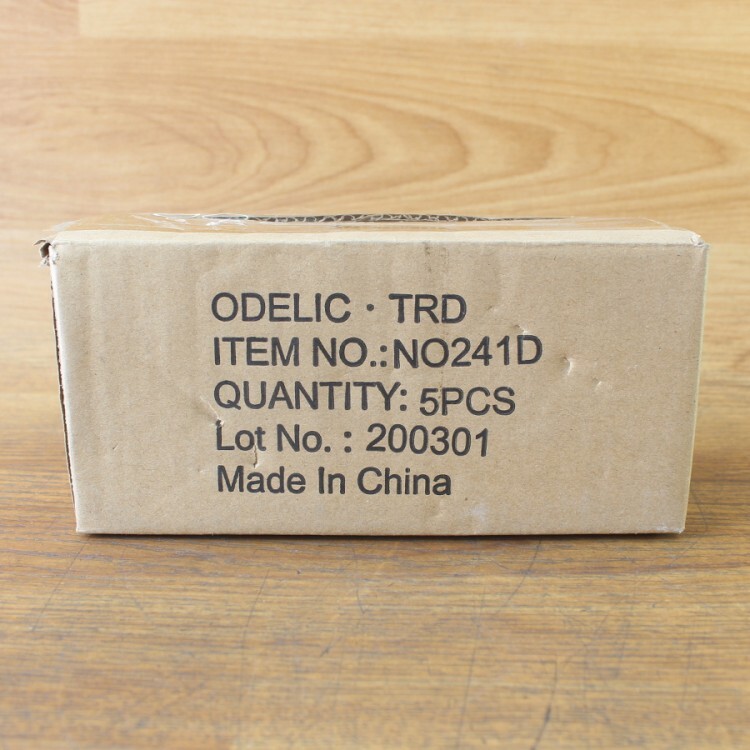 ODELIC · TRD
ITEM NO.:NO241D
QUANTITY: 5PCS
Lot No. : 200301
Made In China